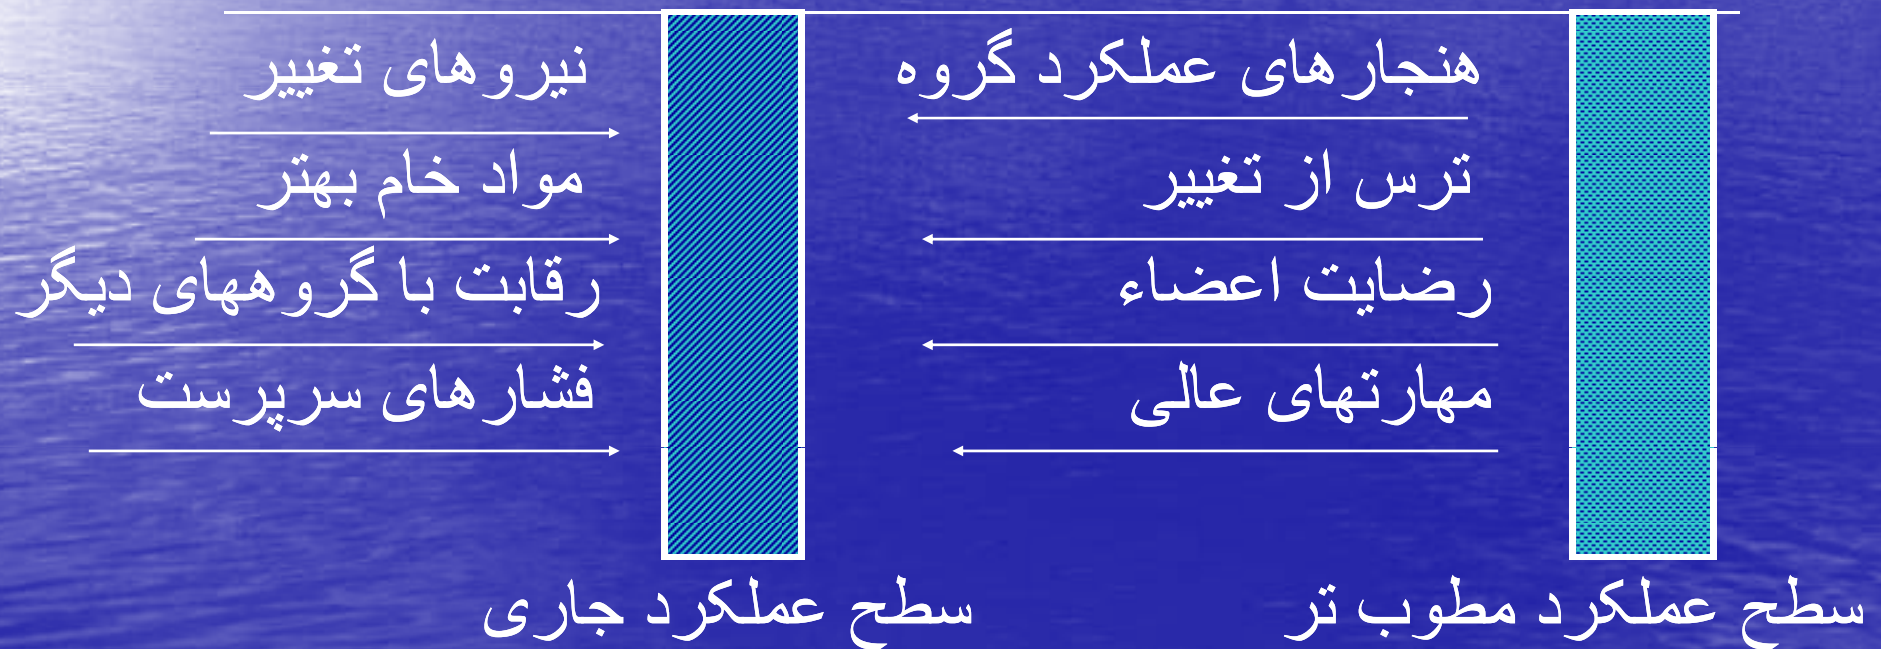 هنجارهای عملکرد گروه
ترس از تغییر
رضایت اعضاء
مهارتهای عالی
نیروهای تغییر
مواد خام بهتر
رقابت با گروههای دیگر
فشارهای سرپرست
سطح عملکرد مطوب تر
سطح عملکرد جاری